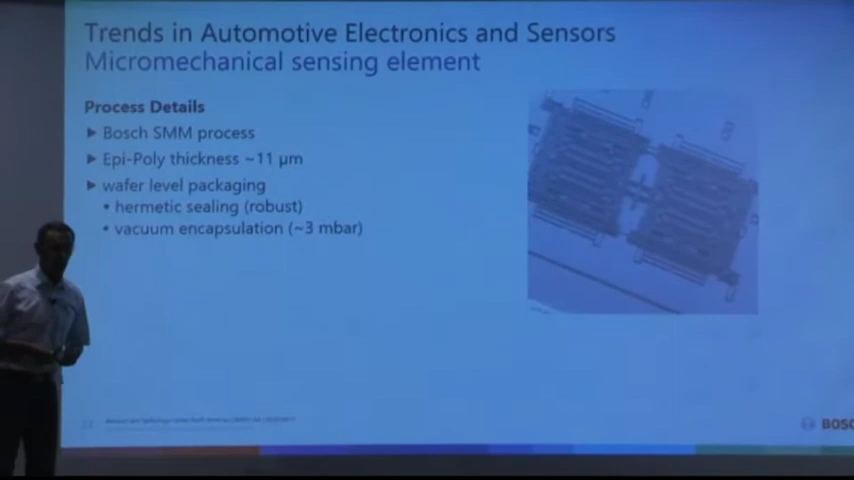 Trends in Automotive Electronics and Sensors
Micromechanical sensing element
Process Details
▶ Bosch SMM process
▶ Epi-Poly thickness ~11 µm
▶ wafer level packaging
• hermetic sealing (robust)
• vacuum encapsulation (~3 mbar)
BOSC